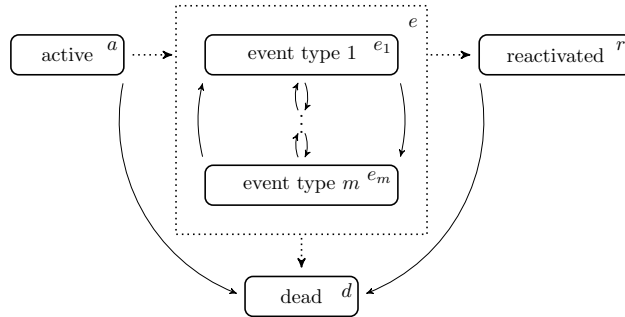 e
active a
event type 1 e₁
reactivated r
⋮
event type m eₘ
dead d